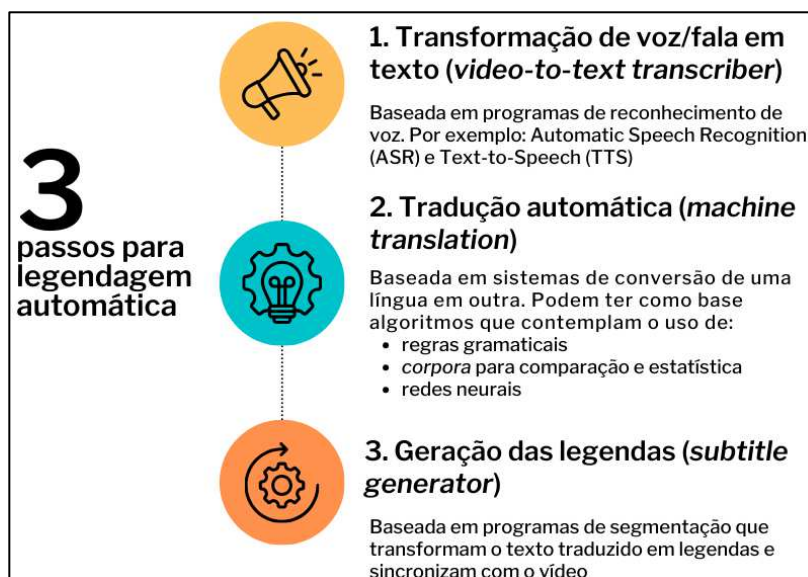 3
passos para
legendagem
automática
1. Transformação de voz/fala em
texto (video-to-text transcriber)
Baseada em programas de reconhecimento de
voz. Por exemplo: Automatic Speech Recognition
(ASR) e Text-to-Speech (TTS)
2. Tradução automática (machine
translation)
Baseada em sistemas de conversão de uma
língua em outra. Podem ter como base
algoritmos que contemplam o uso de:
• regras gramaticais
• corpora para comparação e estatística
• redes neurais
3. Geração das legendas (subtitle
generator)
Baseada em programas de segmentação que
transformam o texto traduzido em legendas e
sincronizam com o vídeo